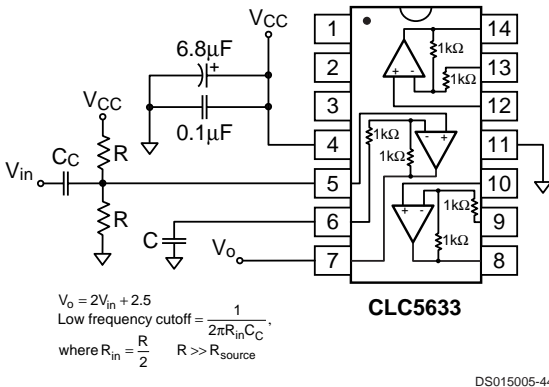 VCC
6.8μF
+
VCC
0.1μF
R
CC
Vin
R
C
Vo
1
2
3
4
5
6
7
14
13
12
11
10
9
8
1kΩ
1kΩ
+ -
1kΩ
- +
1kΩ
+ -
1kΩ
1kΩ
CLC5633
Vo = 2Vin + 2.5
Low frequency cutoff = 1 / 2πRinCC ,
where Rin = R / 2 R >> Rsource
DS015005-44